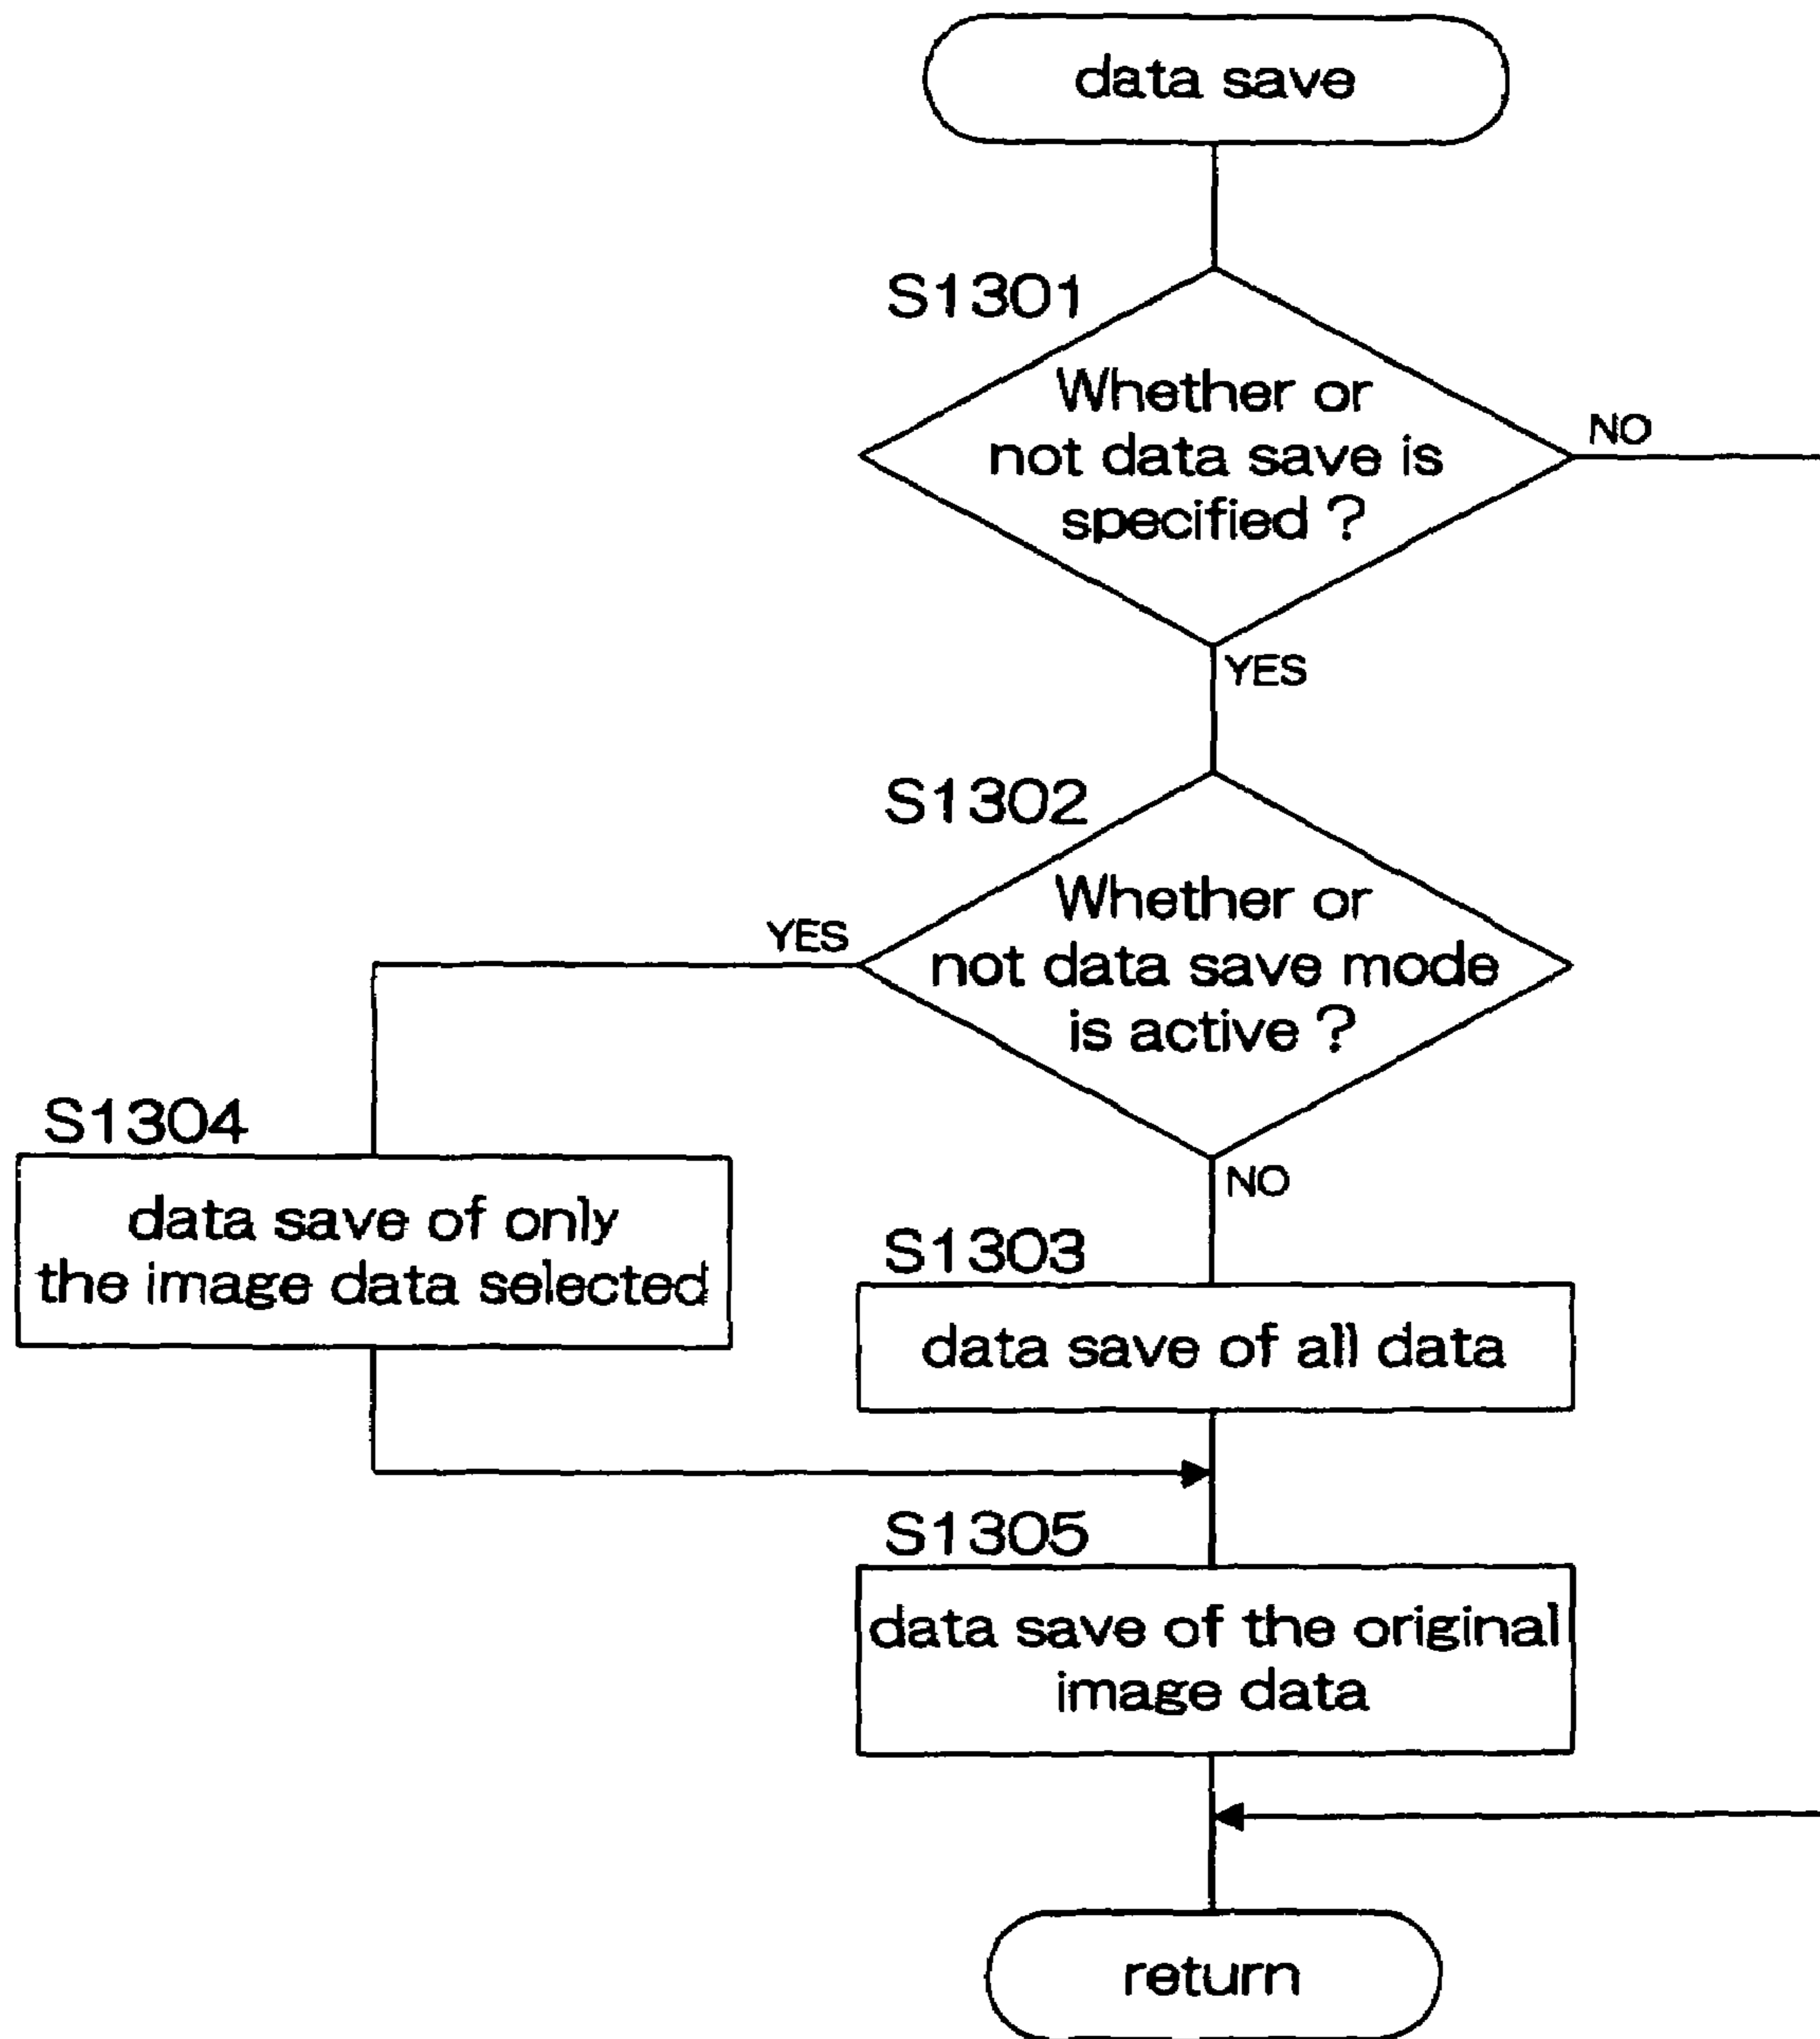 data save
S1301
Whether or
not data save is
specified ?
NO
YES
S1302
Whether or
not data save mode
is active ?
YES
NO
S1304
data save of only
the image data selected
S1303
data save of all data
S1305
data save of the original
image data
return